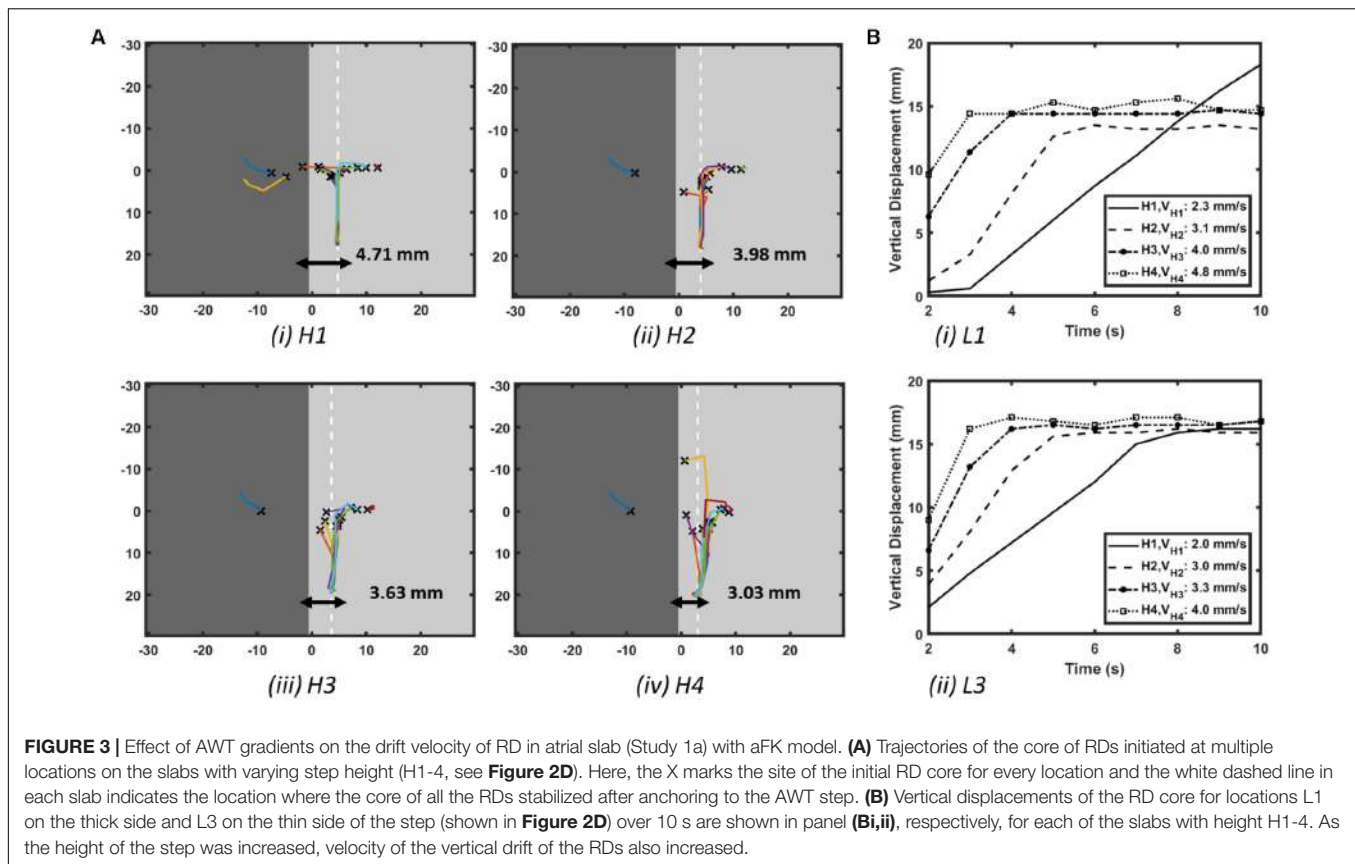 A
-30
-20
-10
0
10
20
4.71 mm
-30 -20 -10 0 10 20
(i) H1
-30
-20
-10
0
10
20
3.98 mm
-30 -20 -10 0 10 20
(ii) H2
-30
-20
-10
0
10
20
3.63 mm
-30 -20 -10 0 10 20
(iii) H3
-30
-20
-10
0
10
20
3.03 mm
-30 -20 -10 0 10 20
(iv) H4
B
20
15
10
5
0
Vertical Displacement (mm)
H1,VH1: 2.3 mm/s
H2,VH2: 3.1 mm/s
H3,VH3: 4.0 mm/s
H4,VH4: 4.8 mm/s
2 4 6 8 10
Time (s)
(i) L1
20
15
10
5
0
Vertical Displacement (mm)
H1,VH1: 2.0 mm/s
H2,VH2: 3.0 mm/s
H3,VH3: 3.3 mm/s
H4,VH4: 4.0 mm/s
2 4 6 8 10
Time (s)
(ii) L3
FIGURE 3 | Effect of AWT gradients on the drift velocity of RD in atrial slab (Study 1a) with aFK model. (A) Trajectories of the core of RDs initiated at multiple
locations on the slabs with varying step height (H1-4, see Figure 2D). Here, the X marks the site of the initial RD core for every location and the white dashed line in
each slab indicates the location where the core of all the RDs stabilized after anchoring to the AWT step. (B) Vertical displacements of the RD core for locations L1
on the thick side and L3 on the thin side of the step (shown in Figure 2D) over 10 s are shown in panel (Bi,ii), respectively, for each of the slabs with height H1-4. As
the height of the step was increased, velocity of the vertical drift of the RDs also increased.